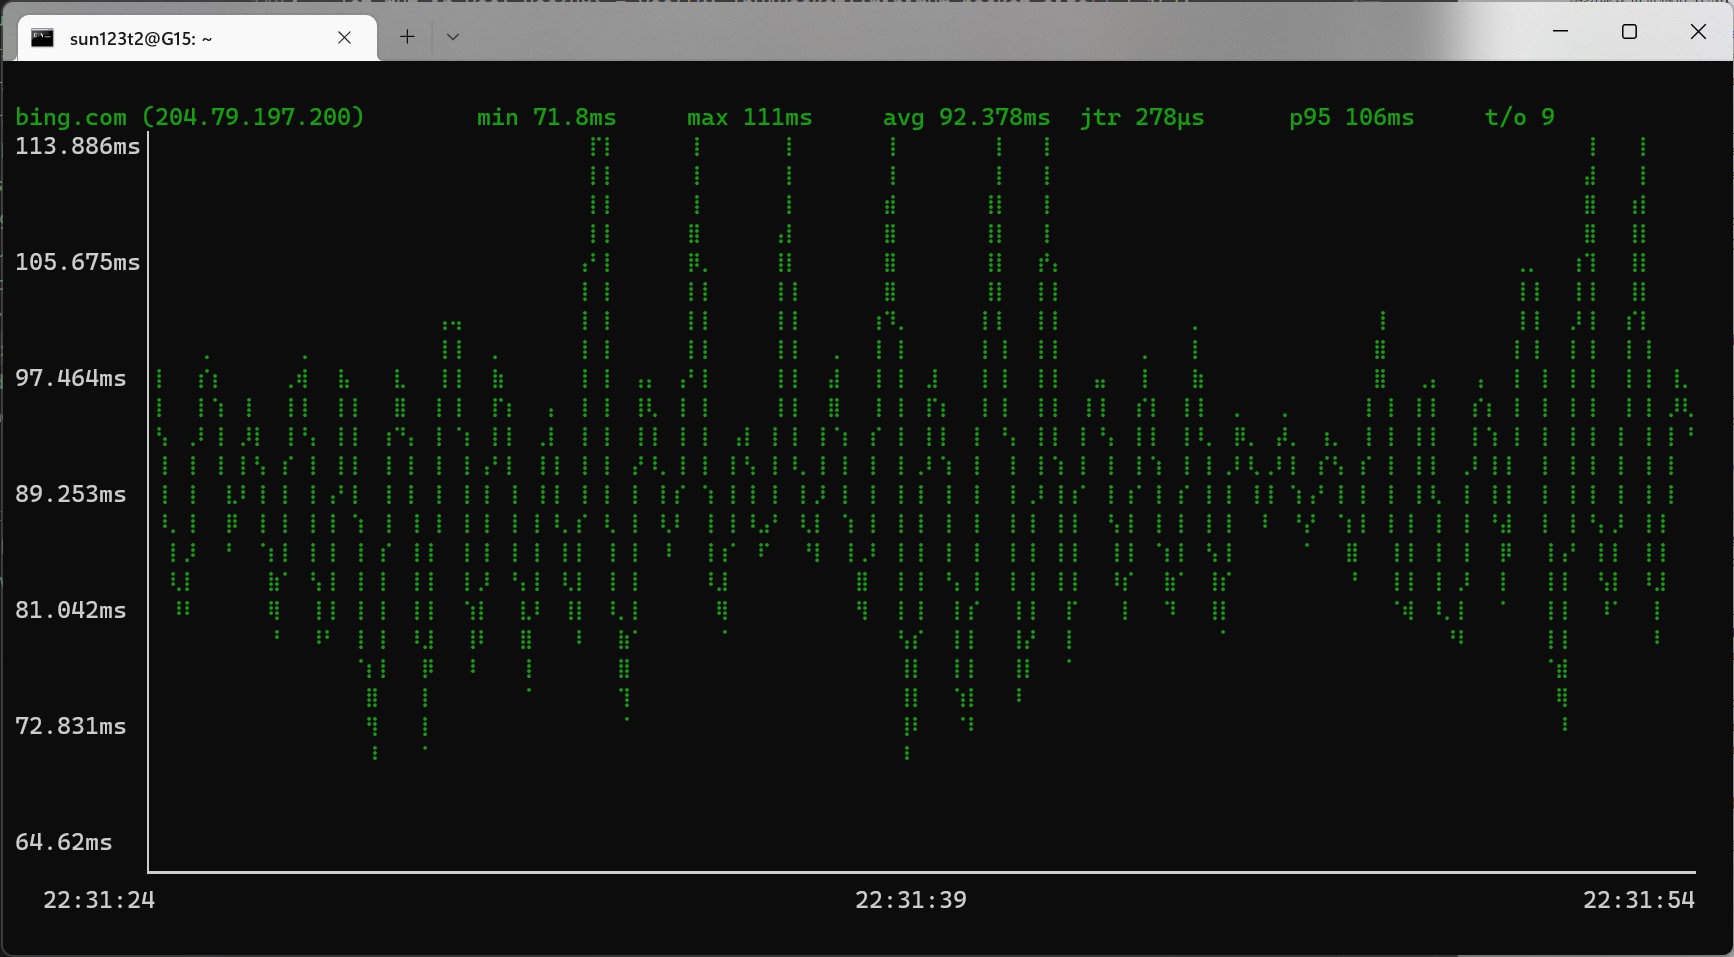 sun123t2@G15: ~
bing.com (204.79.197.200) min 71.8ms max 111ms avg 92.378ms jtr 278µs p95 106ms t/o 9
113.886ms
105.675ms
97.464ms
89.253ms
81.042ms
72.831ms
64.62ms
22:31:24 22:31:39 22:31:54